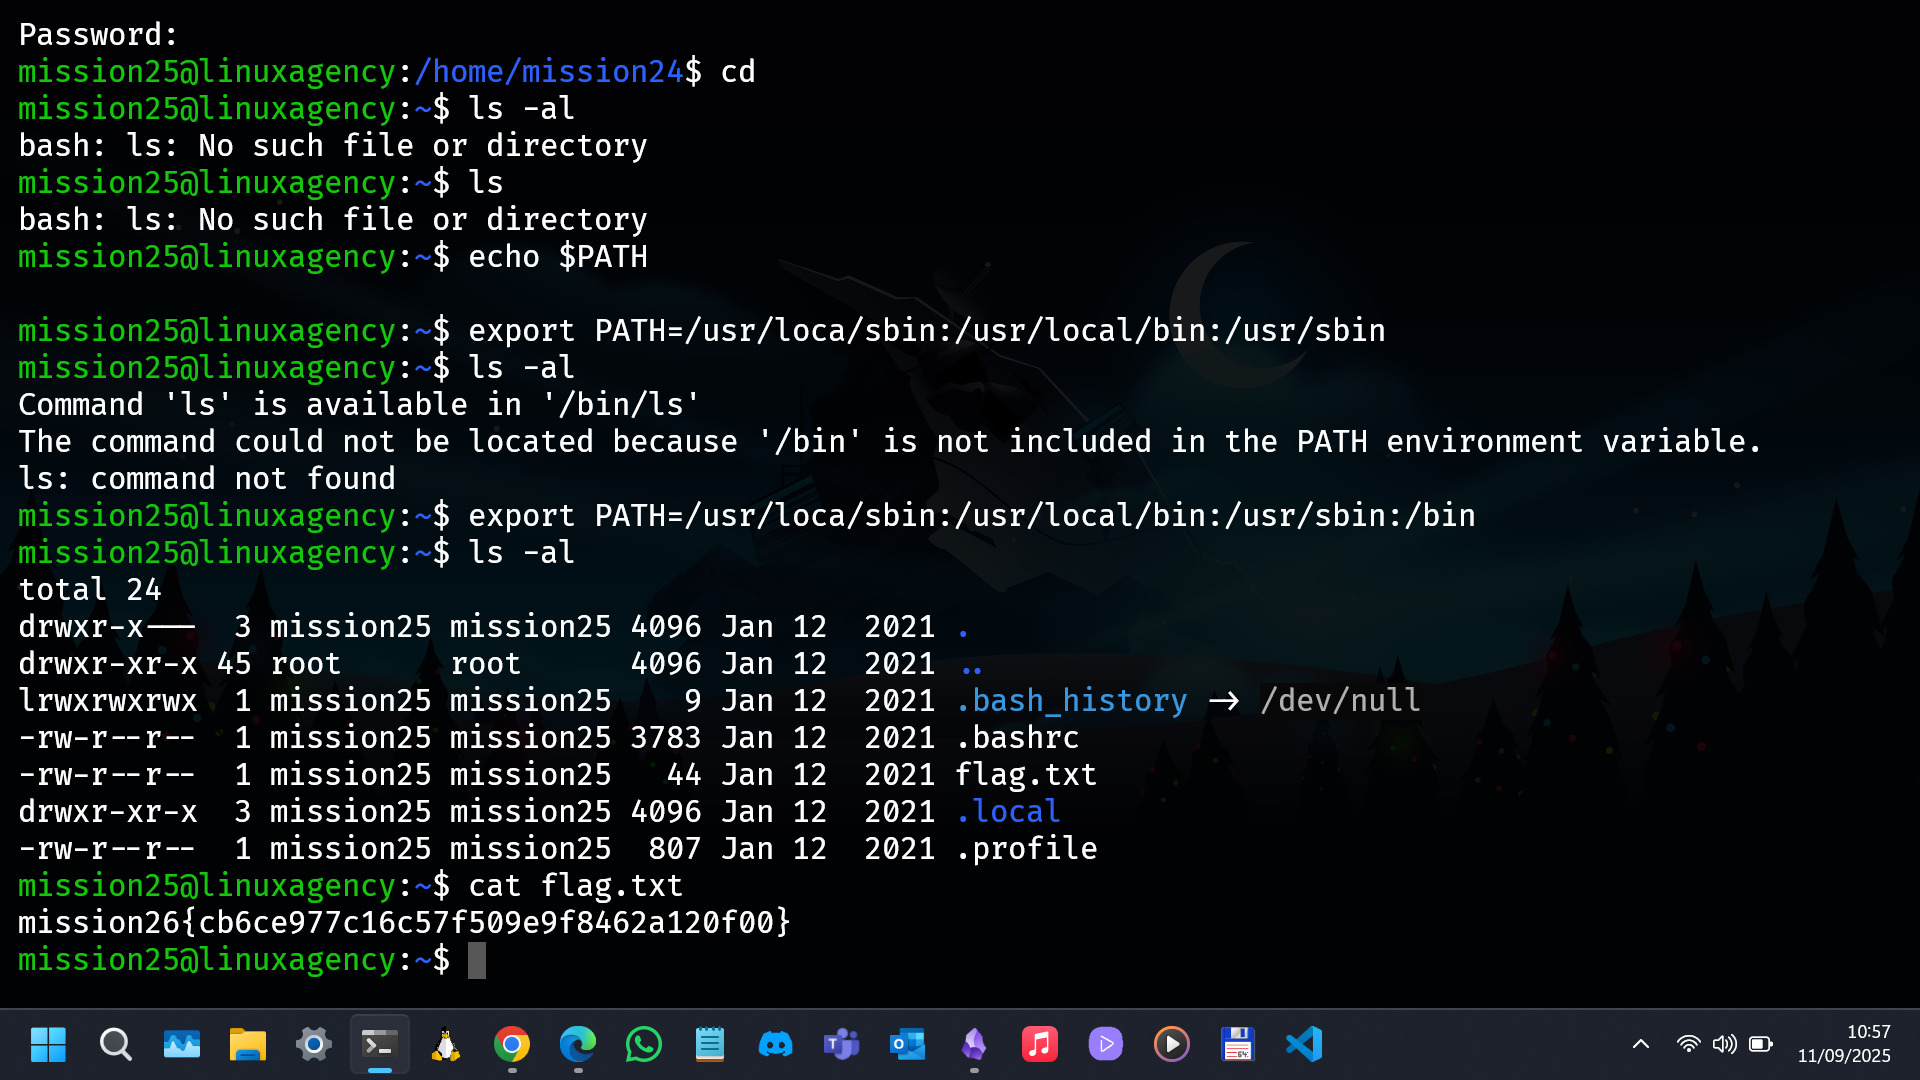 Password:
mission25@linuxagency:/home/mission24$ cd
mission25@linuxagency:~$ ls -al
bash: ls: No such file or directory
mission25@linuxagency:~$ ls
bash: ls: No such file or directory
mission25@linuxagency:~$ echo $PATH
mission25@linuxagency:~$ export PATH=/usr/loca/sbin:/usr/local/bin:/usr/sbin
mission25@linuxagency:~$ ls -al
Command 'ls' is available in '/bin/ls'
The command could not be located because '/bin' is not included in the PATH environment variable.
ls: command not found
mission25@linuxagency:~$ export PATH=/usr/loca/sbin:/usr/local/bin:/usr/sbin:/bin
mission25@linuxagency:~$ ls -al
total 24
drwxr-x---  3 mission25 mission25 4096 Jan 12  2021 .
drwxr-xr-x 45 root      root      4096 Jan 12  2021 ..
lrwxrwxrwx  1 mission25 mission25    9 Jan 12  2021 .bash_history -> /dev/null
-rw-r--r--  1 mission25 mission25 3783 Jan 12  2021 .bashrc
-rw-r--r--  1 mission25 mission25   44 Jan 12  2021 flag.txt
drwxr-xr-x  3 mission25 mission25 4096 Jan 12  2021 .local
-rw-r--r--  1 mission25 mission25  807 Jan 12  2021 .profile
mission25@linuxagency:~$ cat flag.txt
mission26{cb6ce977c16c57f509e9f8462a120f00}
mission25@linuxagency:~$
10:57
11/09/2025